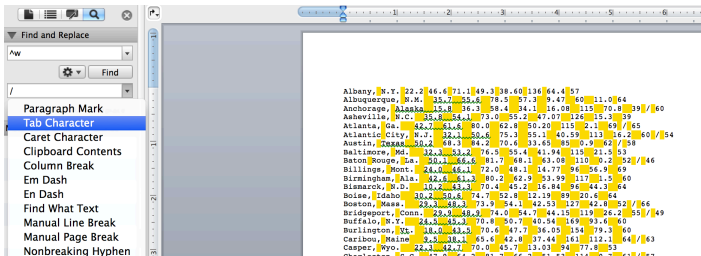 Find and Replace
^w
Find
/
Paragraph Mark
Tab Character
Caret Character
Clipboard Contents
Column Break
Em Dash
En Dash
Find What Text
Manual Line Break
Manual Page Break
Nonbreaking Hyphen
1 2 3 4 5 6
Albany, N.Y. 22.2 46.6 71.1 49.3 38.60 136 64.4 57
Albuquerque, N.M. 35.7 55.6 78.5 57.3 9.47 60 11.0 64
Anchorage, Alaska 15.8 36.3 58.4 34.1 16.08 115 70.8 39 / 60
Asheville, N.C. 35.8 54.1 73.0 55.2 47.07 126 15.3 39
Atlanta, Ga. 42.7 61.6 80.0 62.8 50.20 115 2.1 69 / 65
Atlantic City, N.J. 32.1 50.6 75.3 55.1 40.59 113 16.2 60 / 54
Austin, Texas 50.2 68.3 84.2 70.6 33.65 85 0.9 62 / 58
Baltimore, Md. 32.3 53.2 76.5 55.4 41.94 115 21.5 53
Baton Rouge, La. 50.1 66.6 81.7 68.1 63.08 110 0.2 52 / 46
Billings, Mont. 24.0 46.1 72.0 48.1 14.77 96 56.9 69
Birmingham, Ala. 42.6 61.3 80.2 62.9 53.99 117 1.5 60
Bismarck, N.D. 10.2 43.3 70.4 45.2 16.84 96 44.3 64
Boise, Idaho 30.2 50.6 74.7 52.8 12.19 89 20.6 64
Boston, Mass. 29.3 48.3 73.9 54.1 42.53 127 42.8 52 / 66
Bridgeport, Conn. 29.9 48.9 74.0 54.7 44.15 119 26.2 55 / 49
Buffalo, N.Y. 24.5 45.3 70.8 50.7 40.54 169 93.6 60
Burlington, Vt. 18.0 43.5 70.6 47.7 36.05 154 79.3 60
Caribou, Maine 9.5 38.1 65.6 42.8 37.44 161 112.1 64 / 63
Casper, Wyo. 22.3 42.7 70.0 45.7 13.03 94 77.8 53